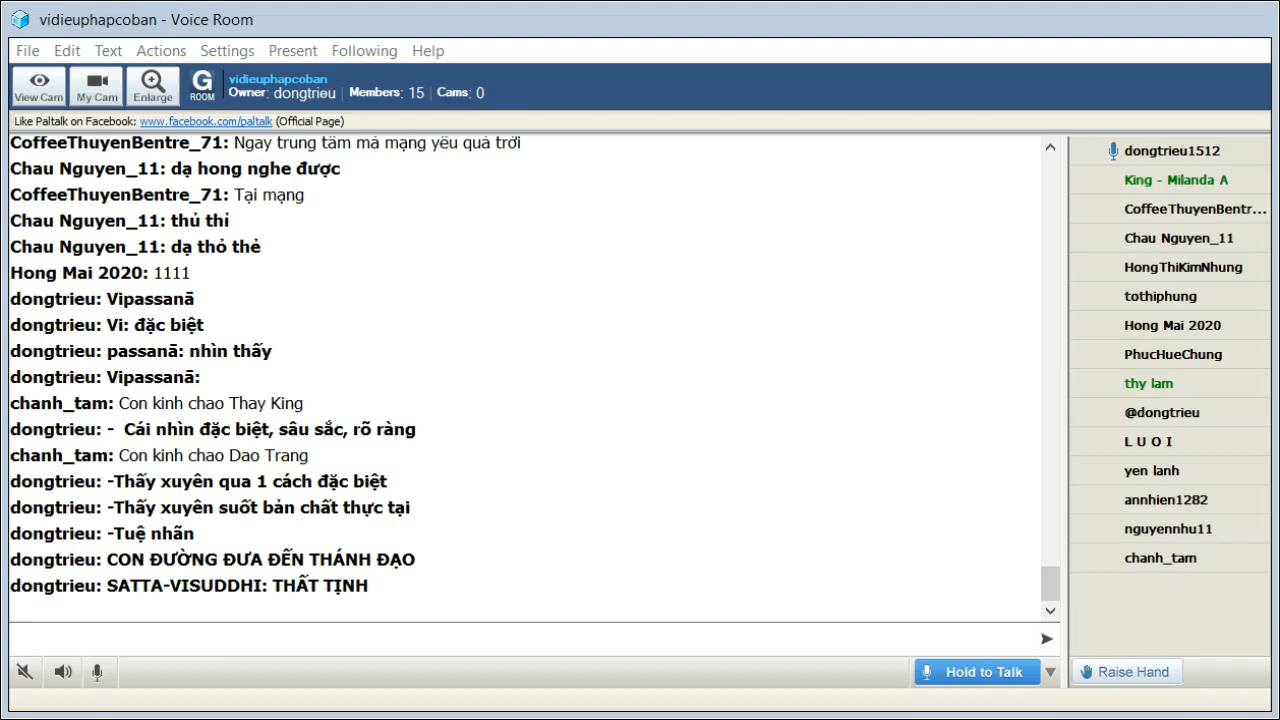 vidieuphapcoban - Voice Room
File Edit Text Actions Settings Present Following Help
View Cam My Cam Enlarge G ROOM
vidieuphapcoban
Owner: dongtrieu | Members: 15 | Cams: 0
Like Paltalk on Facebook: www.facebook.com/paltalk (Official Page)
CoffeeThuyenBentre_71: Ngay trung tâm mà mạng yếu quá trời
Chau Nguyen_11: dạ hong nghe được
CoffeeThuyenBentre_71: Tại mạng
Chau Nguyen_11: thủ thỉ
Chau Nguyen_11: dạ thỏ thẻ
Hong Mai 2020: 1111
dongtrieu: Vipassanā
dongtrieu: Vi: đặc biệt
dongtrieu: passanā: nhìn thấy
dongtrieu: Vipassanā:
chanh_tam: Con kinh chao Thay King
dongtrieu: - Cái nhìn đặc biệt, sâu sắc, rõ ràng
chanh_tam: Con kinh chao Dao Trang
dongtrieu: -Thấy xuyên qua 1 cách đặc biệt
dongtrieu: -Thấy xuyên suốt bản chất thực tại
dongtrieu: -Tuệ nhãn
dongtrieu: CON ĐƯỜNG ĐƯA ĐẾN THÁNH ĐẠO
dongtrieu: SATTA-VISUDDHI: THẤT TỊNH
dongtrieu1512
King - Milanda A
CoffeeThuyenBentr...
Chau Nguyen_11
HongThiKimNhung
tothiphung
Hong Mai 2020
PhucHueChung
thy lam
@dongtrieu
L U O I
yen lanh
annhien1282
nguyennhu11
chanh_tam
Hold to Talk
Raise Hand